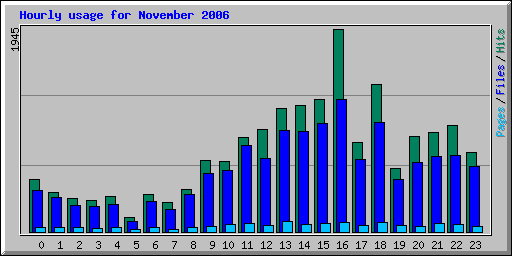 Hourly usage for November 2006
1945
Pages/Files/Hits
0 1 2 3 4 5 6 7 8 9 10 11 12 13 14 15 16 17 18 19 20 21 22 23